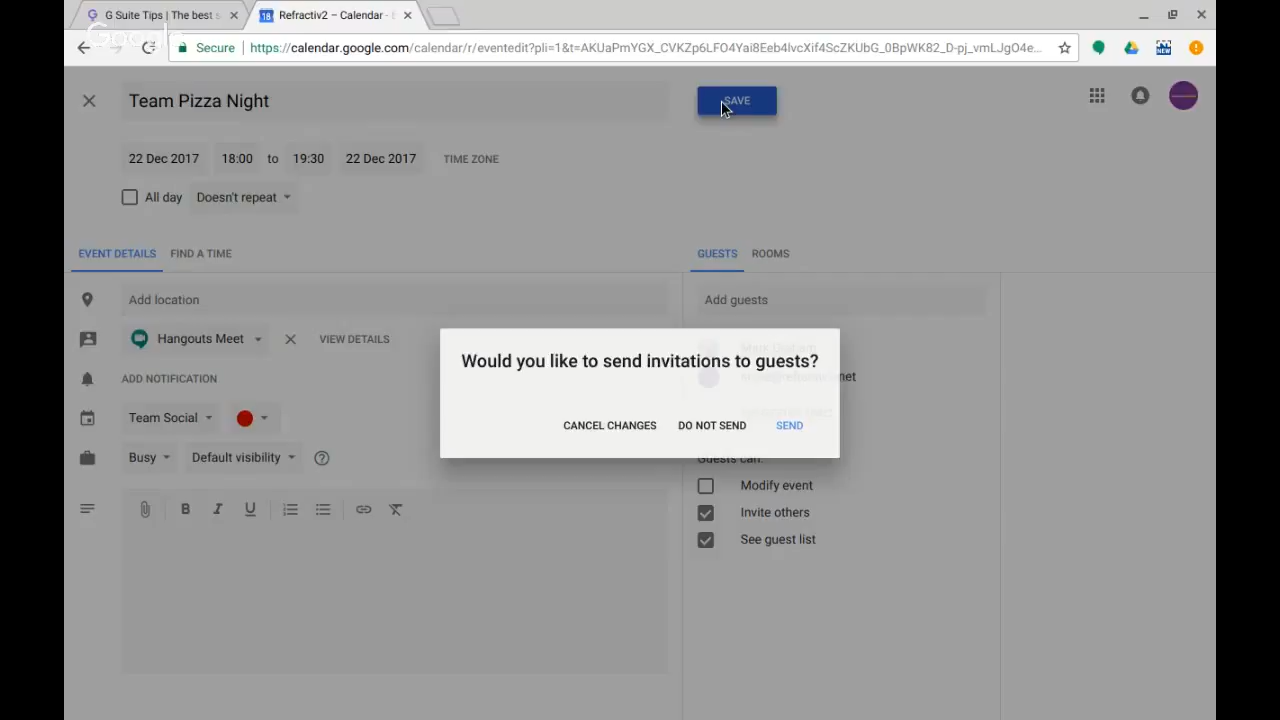 G Suite Tips | The best s
Refractiv2 – Calendar -
Google
Secure
https://calendar.google.com/calendar/r/eventedit?pli=1&t=AKUaPmYGX_CVKZp6LFO4Yai8Eeb4lvcXif4ScZKUbG_0BpWK82_D-pj_vmLJgO4e...
NEW
Team Pizza Night
SAVE
22 Dec 2017 18:00 to 19:30 22 Dec 2017 TIME ZONE
All day Doesn't repeat
EVENT DETAILS FIND A TIME
GUESTS ROOMS
Add location
Add guests
Hangouts Meet VIEW DETAILS
Would you like to send invitations to guests?
CANCEL CHANGES DO NOT SEND SEND
ADD NOTIFICATION
Team Social
Busy Default visibility
B I U
Guests can:
Modify event
Invite others
See guest list